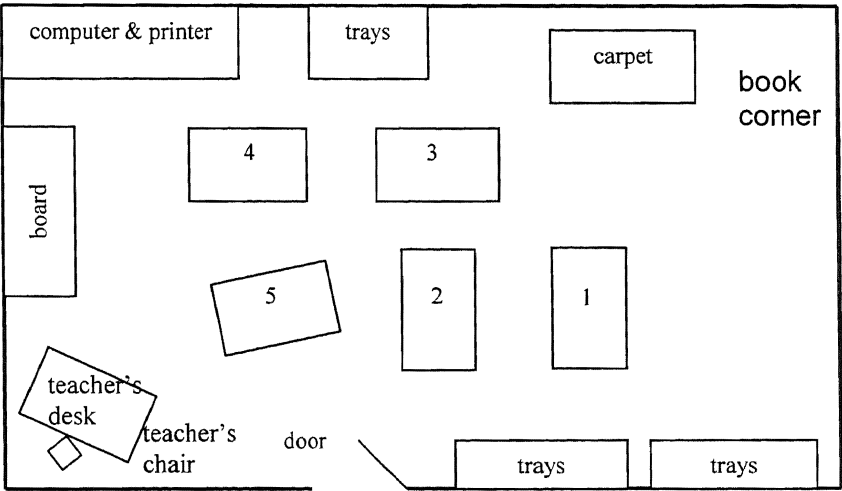 computer & printer
trays
carpet
book
corner
4
3
board
5
2
1
teacher's
desk
teacher's
chair
door
trays
trays